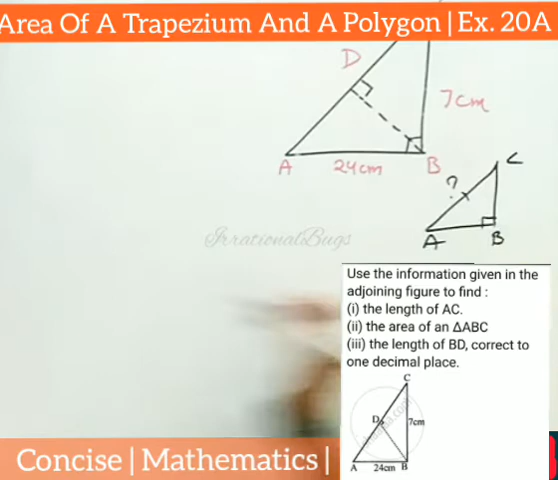 Area Of A Trapezium And A Polygon | Ex. 20A
D
7cm
A 24cm B
C
?
A B
IrrationalBugs
Use the information given in the
adjoining figure to find :
(i) the length of AC.
(ii) the area of an ΔABC
(iii) the length of BD, correct to
one decimal place.
C
D
7cm
A 24cm B
Concise | Mathematics |